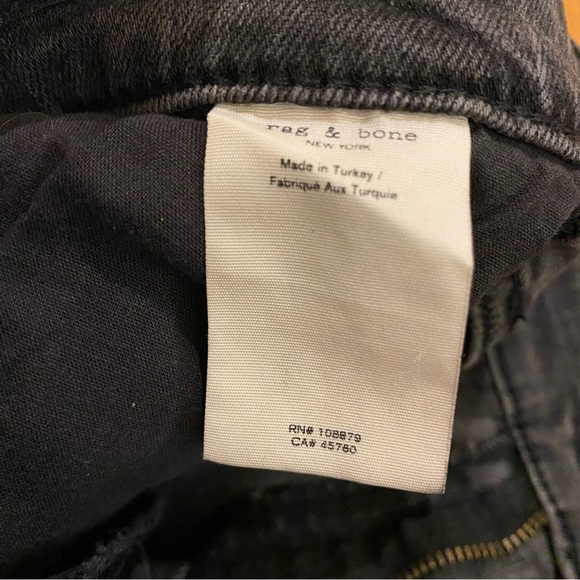 rag & bone
NEW YORK
Made in Turkey /
Fabriqué Aux Turquie
RN# 108879
CA# 45760